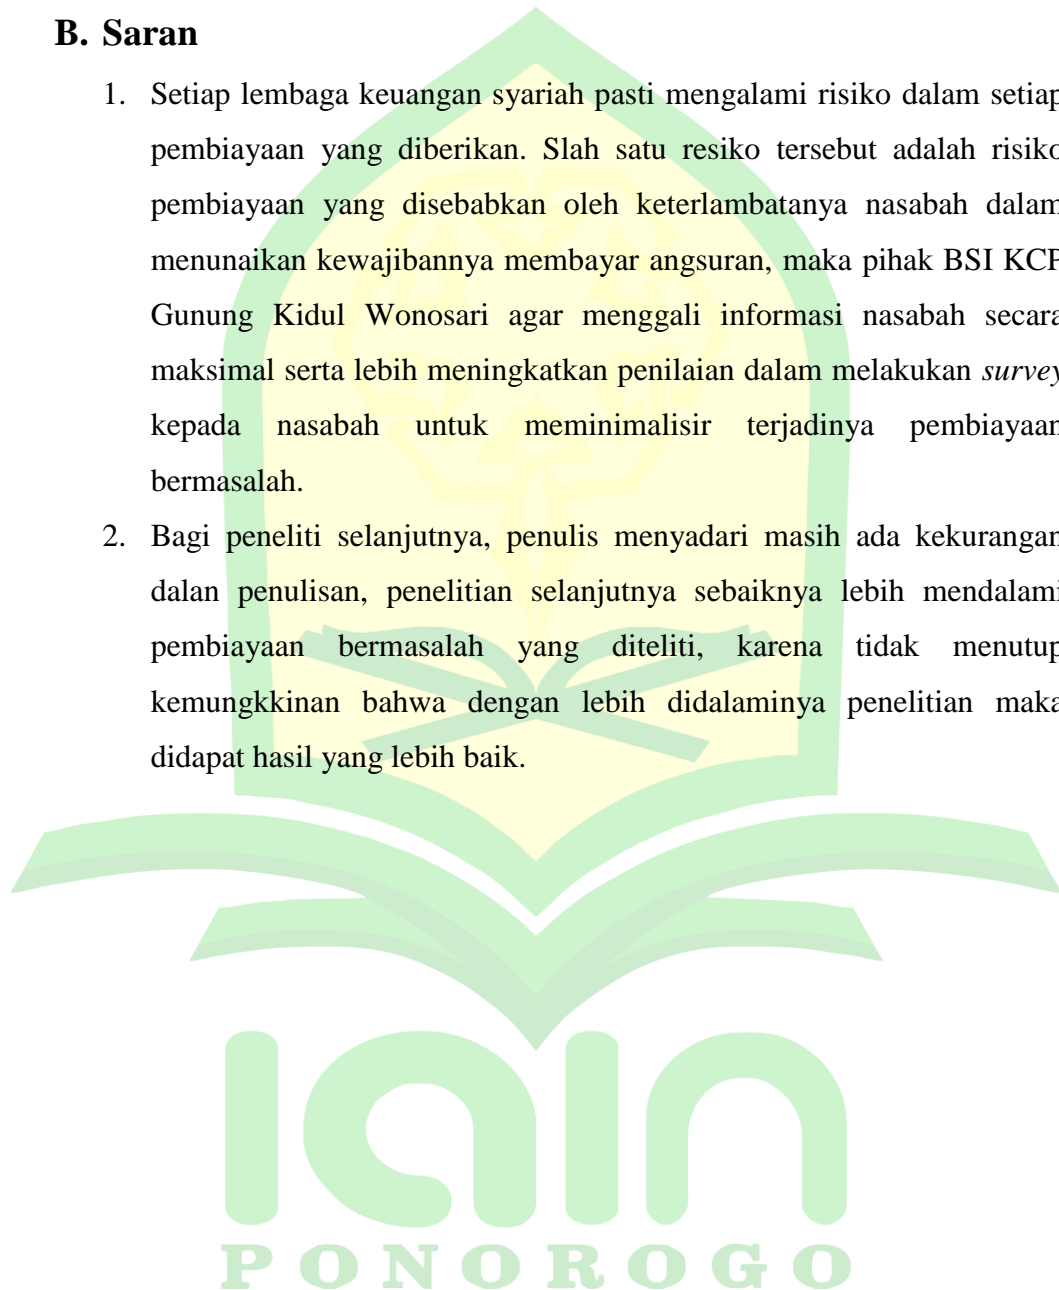 B. Saran
1. Setiap lembaga keuangan syariah pasti mengalami risiko dalam setiap
pembiayaan yang diberikan. Slah satu resiko tersebut adalah risiko
pembiayaan yang disebabkan oleh keterlambatanya nasabah dalam
menunaikan kewajibannya membayar angsuran, maka pihak BSI KCP
Gunung Kidul Wonosari agar menggali informasi nasabah secara
maksimal serta lebih meningkatkan penilaian dalam melakukan survey
kepada nasabah untuk meminimalisir terjadinya pembiayaan
bermasalah.
2. Bagi peneliti selanjutnya, penulis menyadari masih ada kekurangan
dalan penulisan, penelitian selanjutnya sebaiknya lebih mendalami
pembiayaan bermasalah yang diteliti, karena tidak menutup
kemungkkinan bahwa dengan lebih didalaminya penelitian maka
didapat hasil yang lebih baik.
iain
PONOROGO